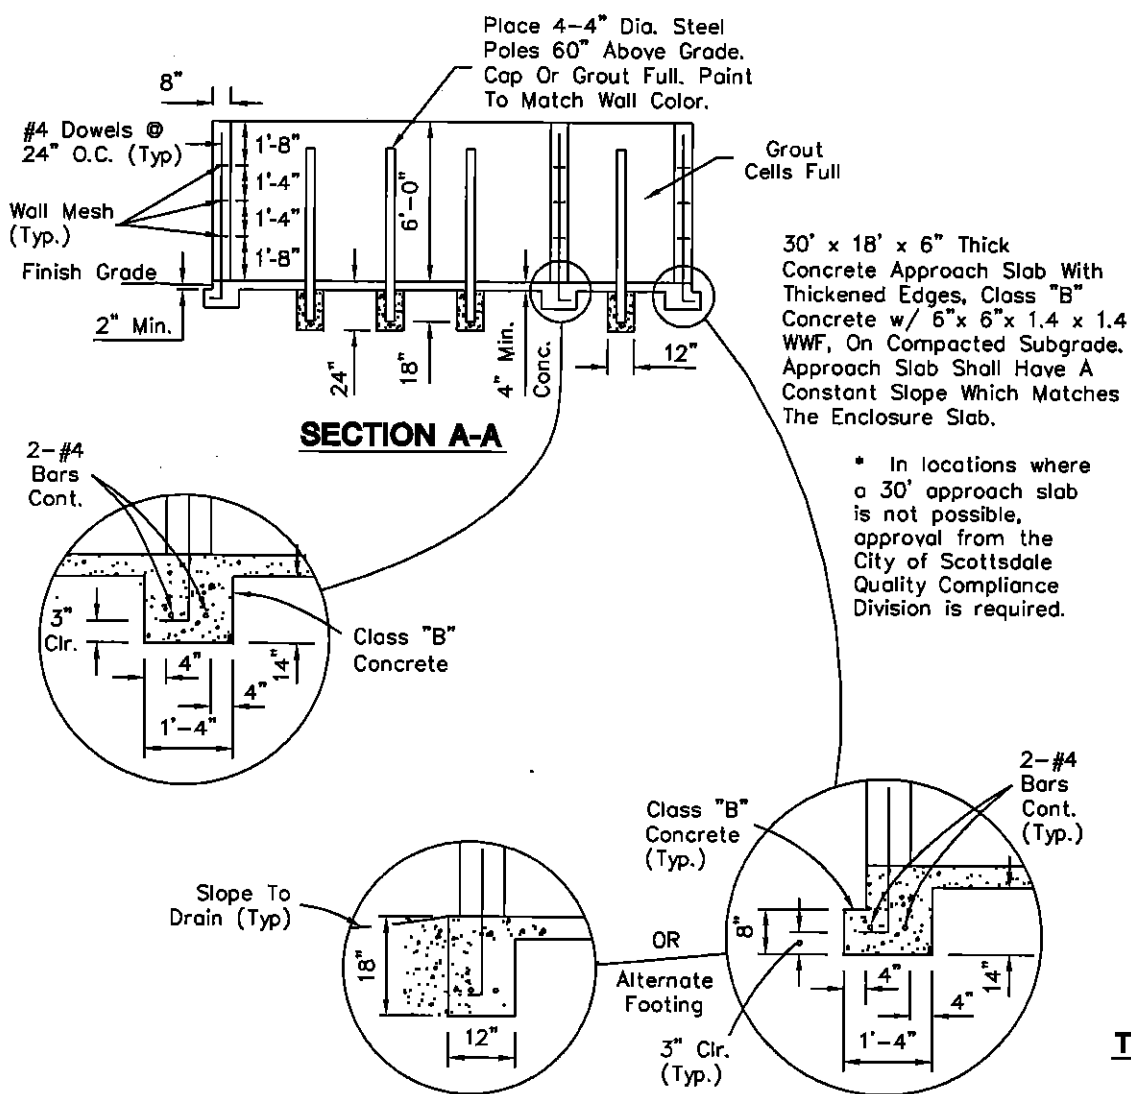 Place 4-4" Dia. Steel
Poles 60" Above Grade.
Cap Or Grout Full. Paint
To Match Wall Color.
8"
#4 Dowels @
24" O.C. (Typ)
1'-8"
1'-4"
1'-4"
1'-8"
6'-0"
Grout
Cells Full
Wall Mesh
(Typ.)
Finish Grade
2" Min.
24"
18"
4" Min.
Conc.
12"
30' x 18' x 6" Thick
Concrete Approach Slab With
Thickened Edges, Class "B"
Concrete w/ 6"x 6"x 1.4 x 1.4
WWF, On Compacted Subgrade.
Approach Slab Shall Have A
Constant Slope Which Matches
The Enclosure Slab.
SECTION A-A
* In locations where
a 30' approach slab
is not possible,
approval from the
City of Scottsdale
Quality Compliance
Division is required.
2-#4
Bars
Cont.
3"
Clr.
4"
4"
14"
1'-4"
Class "B"
Concrete
2-#4
Bars
Cont.
(Typ.)
Class "B"
Concrete
(Typ.)
8"
4"
4"
14"
1'-4"
3" Clr.
(Typ.)
OR
Alternate
Footing
Slope To
Drain (Typ)
18"
12"
T